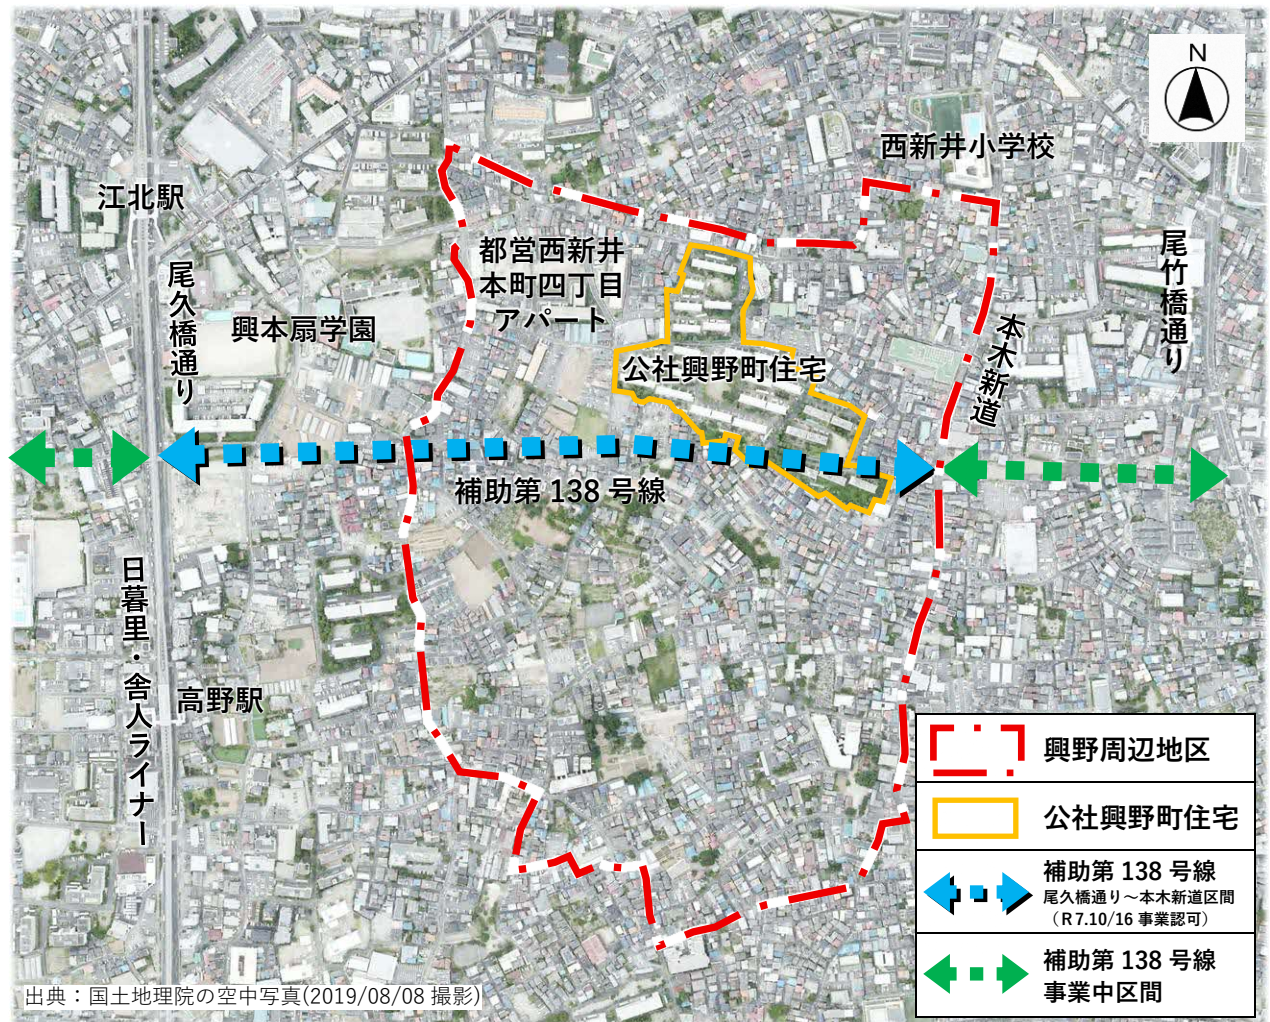 N
西新井小学校
江北駅
都営西新井
本町四丁目
アパート
尾久橋通り
尾竹橋通り
興本扇学園
本木新道
公社興野町住宅
補助第 138 号線
日暮里・舎人ライナー
高野駅
興野周辺地区
公社興野町住宅
補助第 138 号線
尾久橋通り～本木新道区間
（R7.10/16 事業認可）
補助第 138 号線
事業中区間
出典：国土地理院の空中写真(2019/08/08 撮影)